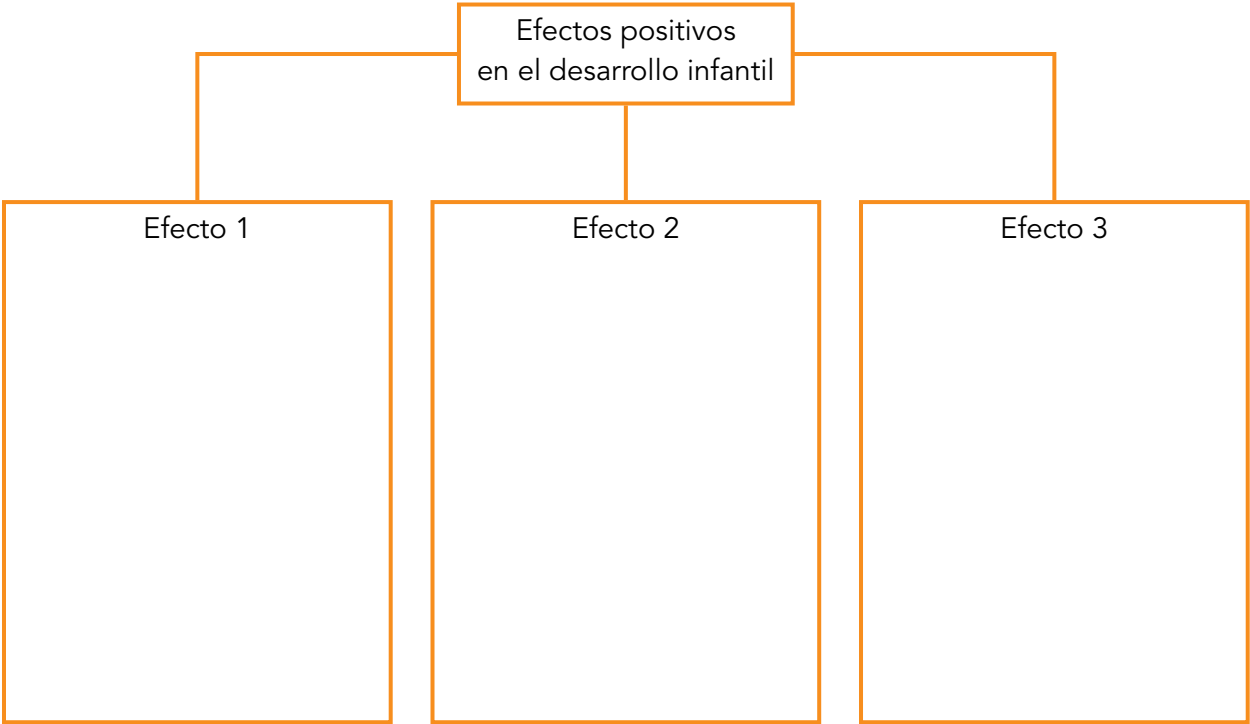 Efectos positivos
en el desarrollo infantil
Efecto 1
Efecto 2
Efecto 3